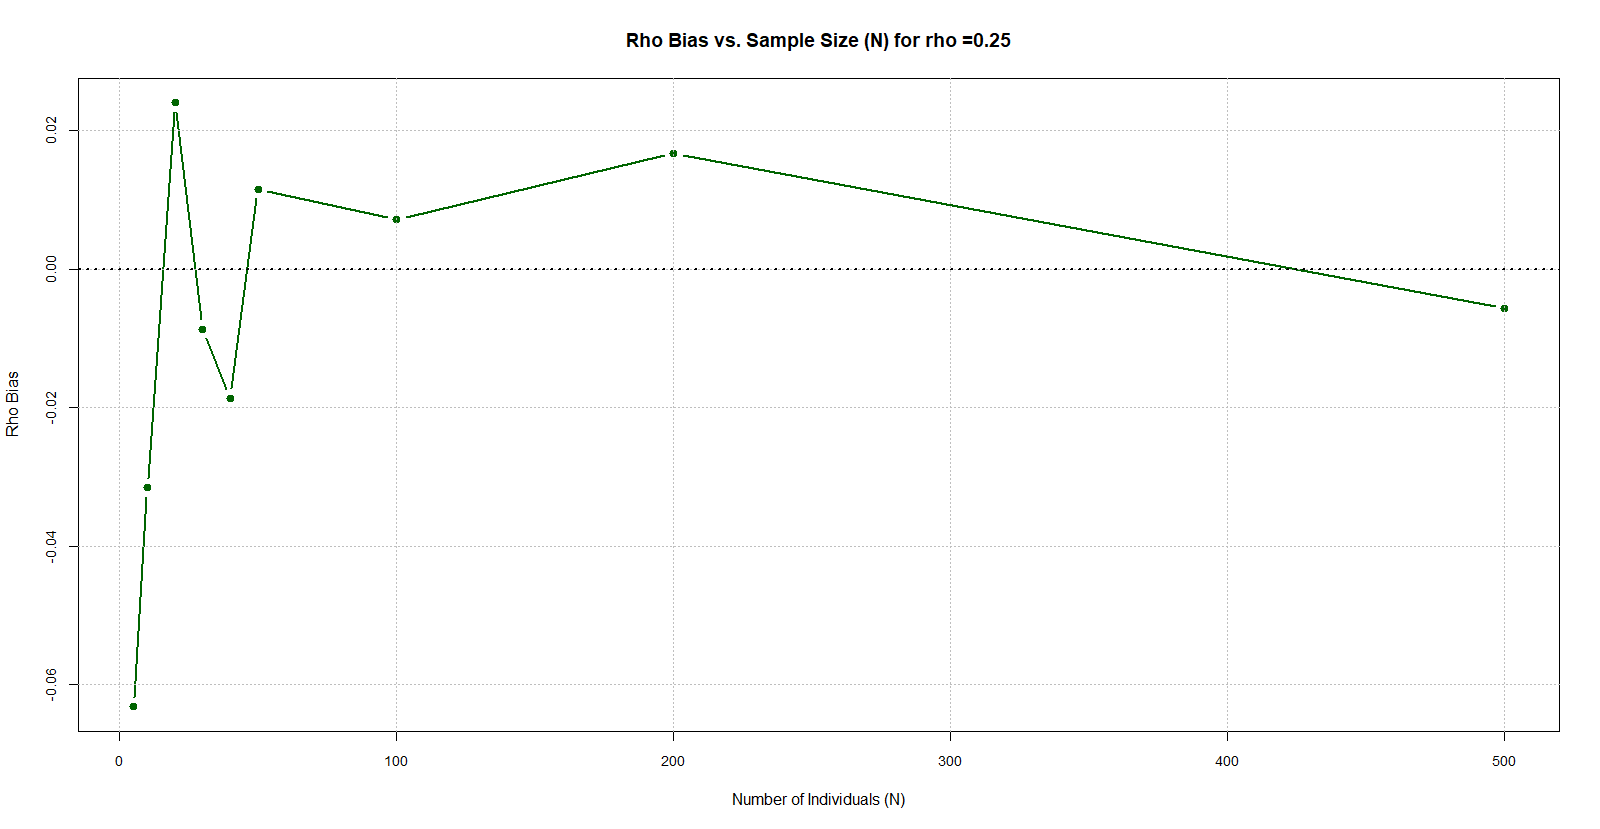 Rho Bias vs. Sample Size (N) for rho =0.25
Rho Bias
0.02
0.00
-0.02
-0.04
-0.06
0 100 200 300 400 500
Number of Individuals (N)